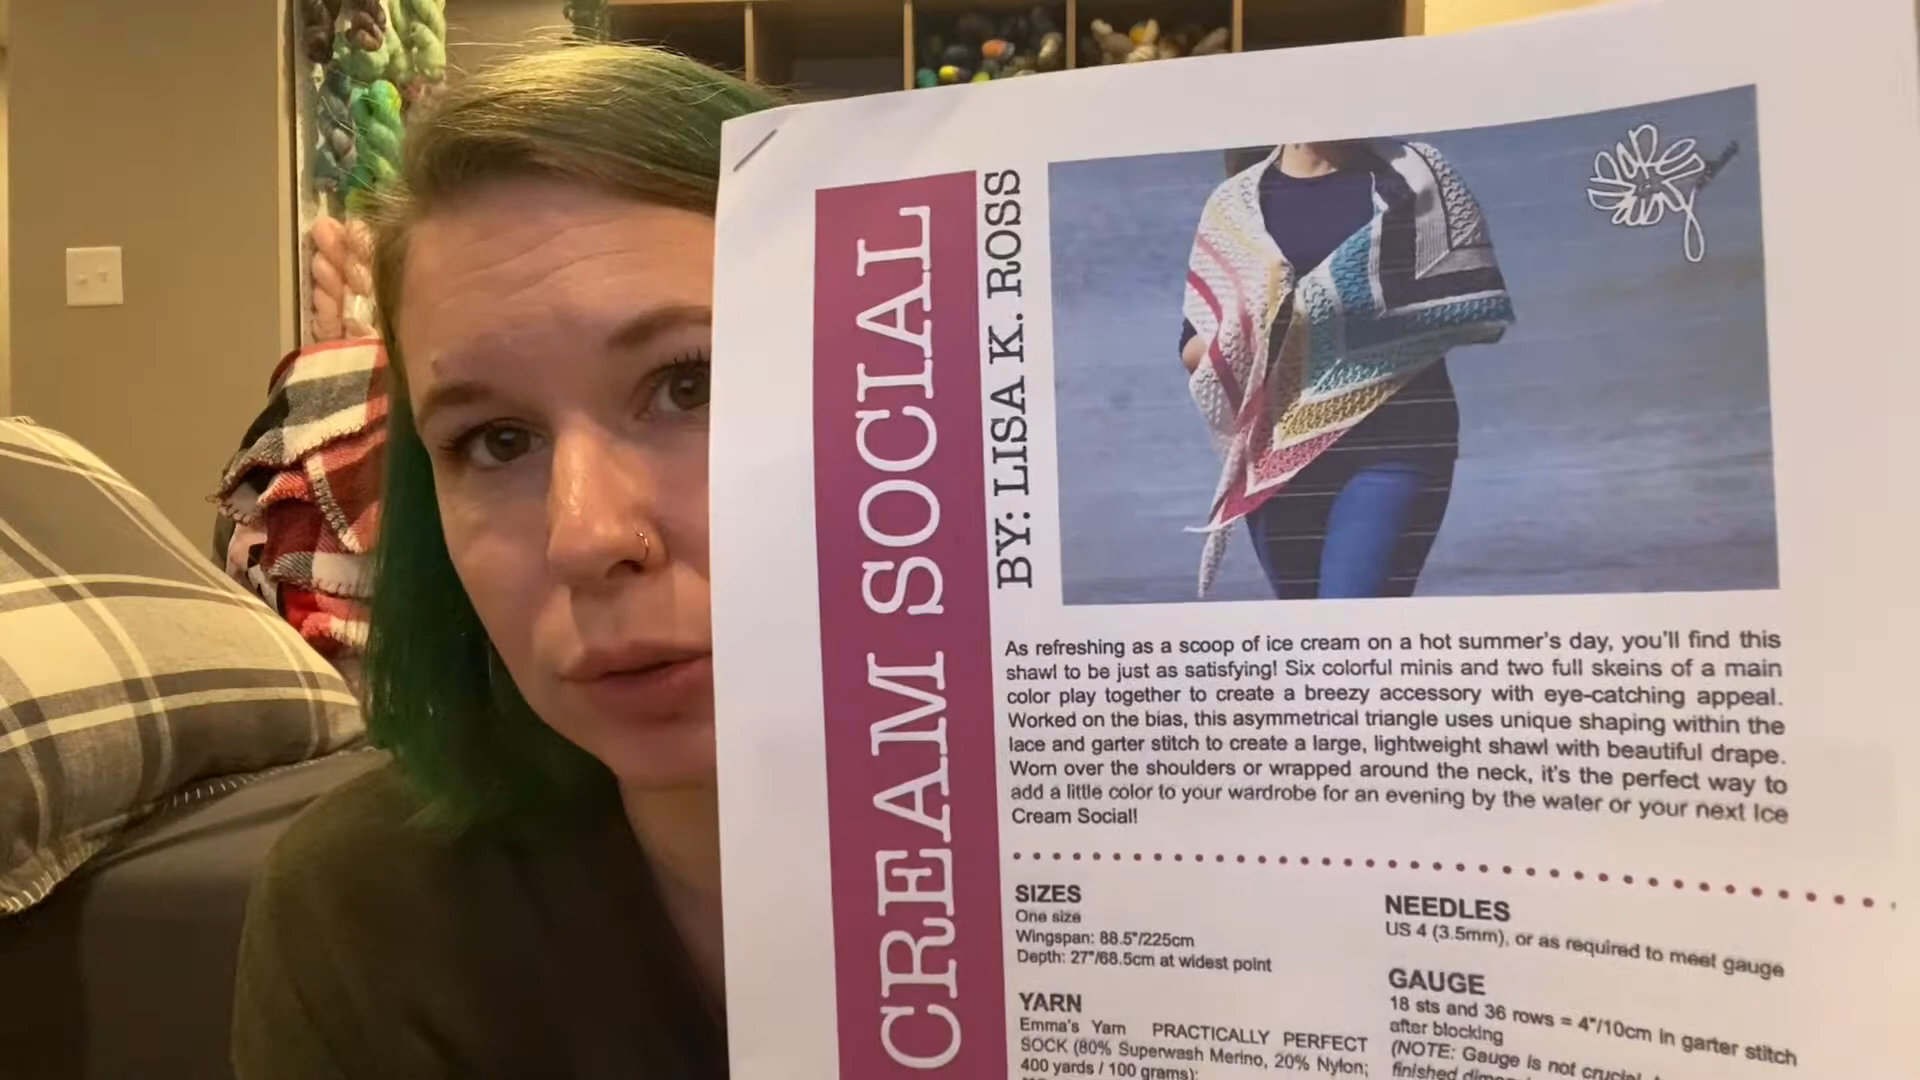 CREAM SOCIAL
BY: LISA K. ROSS
As refreshing as a scoop of ice cream on a hot summer's day, you'll find this
shawl to be just as satisfying! Six colorful minis and two full skeins of a main
color play together to create a breezy accessory with eye-catching appeal.
Worked on the bias, this asymmetrical triangle uses unique shaping within the
lace and garter stitch to create a large, lightweight shawl with beautiful drape.
Worn over the shoulders or wrapped around the neck, it's the perfect way to
add a little color to your wardrobe for an evening by the water or your next Ice
Cream Social!
SIZES
One size
Wingspan: 88.5"/225cm
Depth: 27"/68.5cm at widest point
YARN
Emma's Yarn PRACTICALLY PERFECT
SOCK (80% Superwash Merino, 20% Nylon;
400 yards / 100 grams):
NEEDLES
US 4 (3.5mm), or as required to meet gauge
GAUGE
18 sts and 36 rows = 4"/10cm in garter stitch
after blocking
(NOTE: Gauge is not crucial,
finished